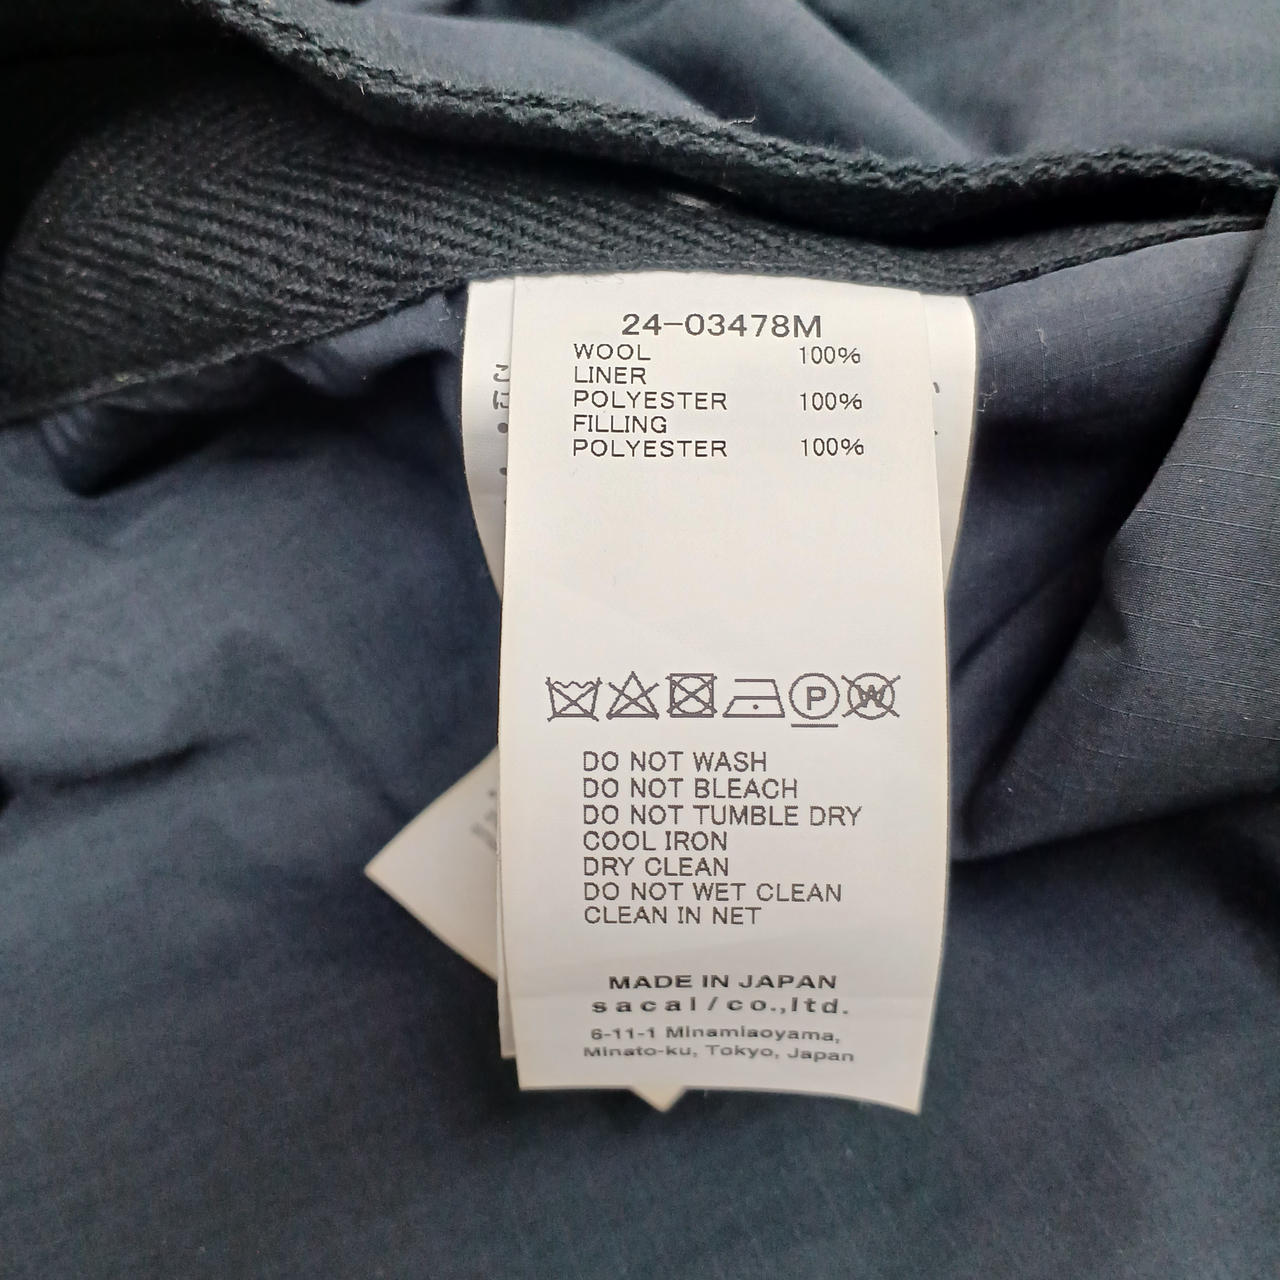 24-03478M
WOOL 100%
LINER
POLYESTER 100%
FILLING
POLYESTER 100%
こ
に
P W
DO NOT WASH
DO NOT BLEACH
DO NOT TUMBLE DRY
COOL IRON
DRY CLEAN
DO NOT WET CLEAN
CLEAN IN NET
MADE IN JAPAN
sacai/co.,ltd.
6-11-1 Minamiaoyama,
Minato-ku, Tokyo, Japan